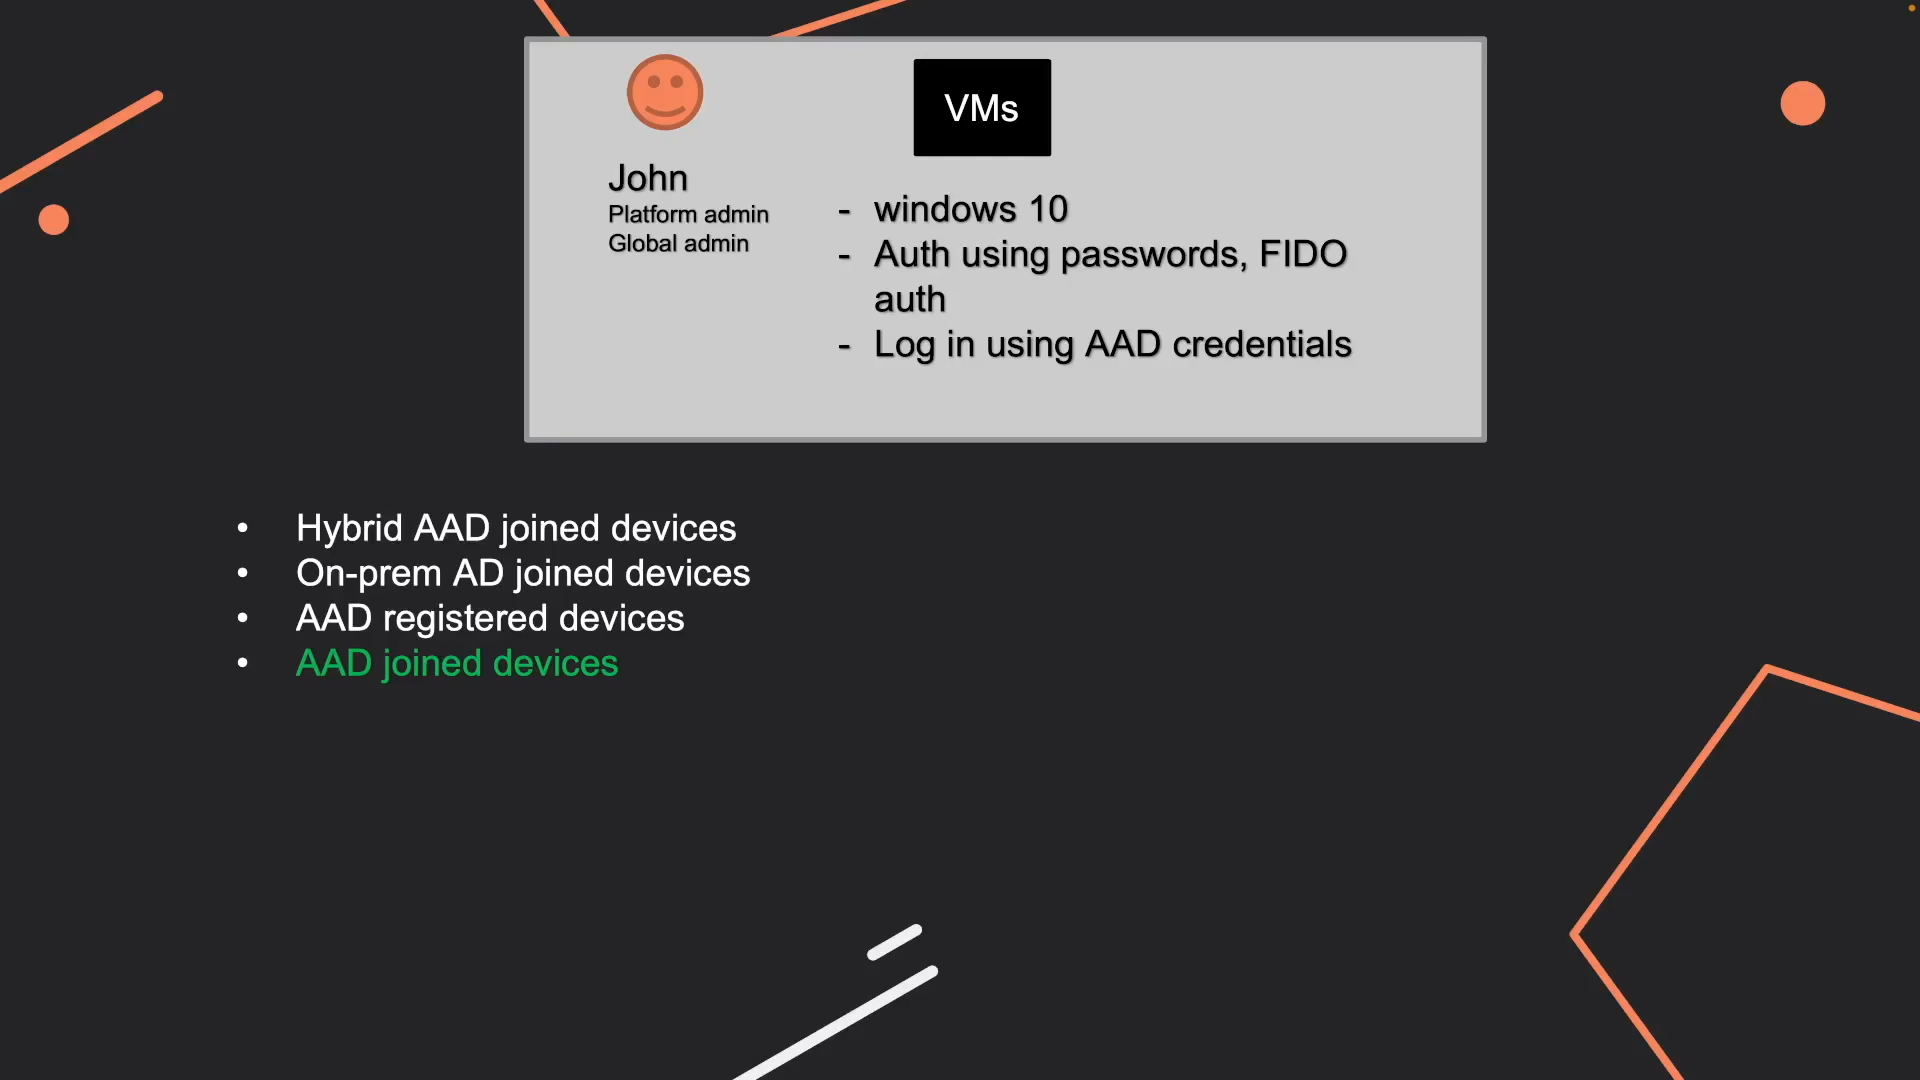 VMs
John
Platform admin
Global admin
- windows 10
- Auth using passwords, FIDO
auth
- Log in using AAD credentials
• Hybrid AAD joined devices
• On-prem AD joined devices
• AAD registered devices
• AAD joined devices